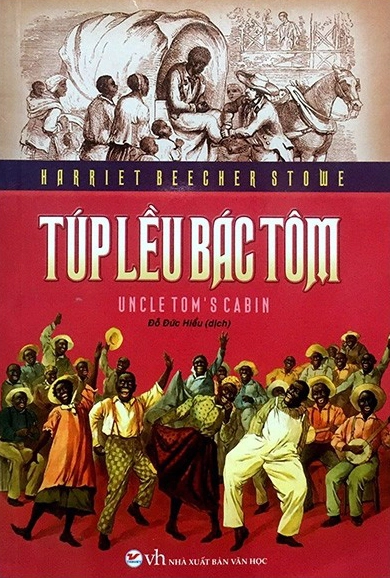 HARRIET BEECHER STOWE
TÚP LỀU BÁC TÔM
UNCLE TOM'S CABIN
Đỗ Đức Hiểu (dịch)
vh NHÀ XUẤT BẢN VĂN HỌC